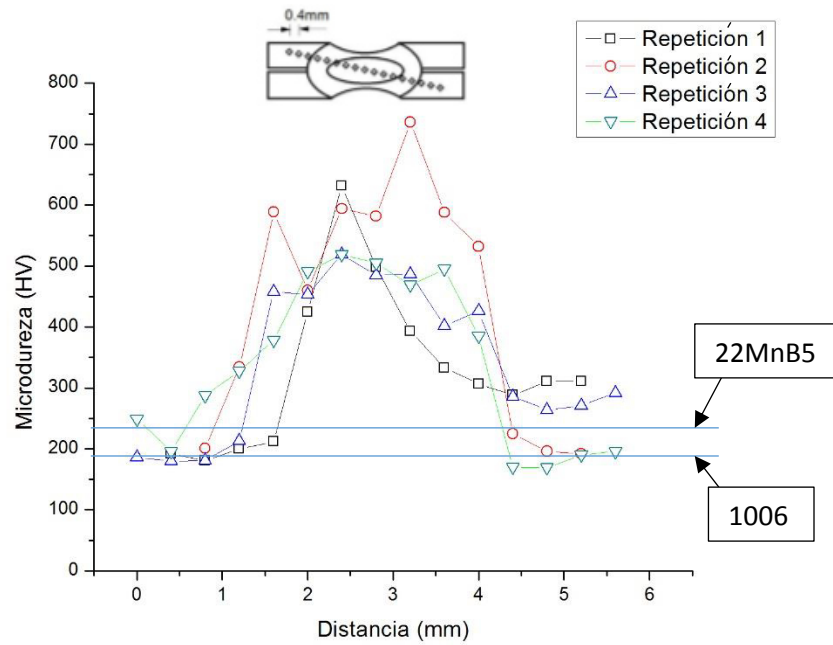 0.4mm
Repetición 1
Repetición 2
Repetición 3
Repetición 4
800
700
600
500
400
300
200
100
0
Microdureza (HV)
22MnB5
1006
0 1 2 3 4 5 6
Distancia (mm)